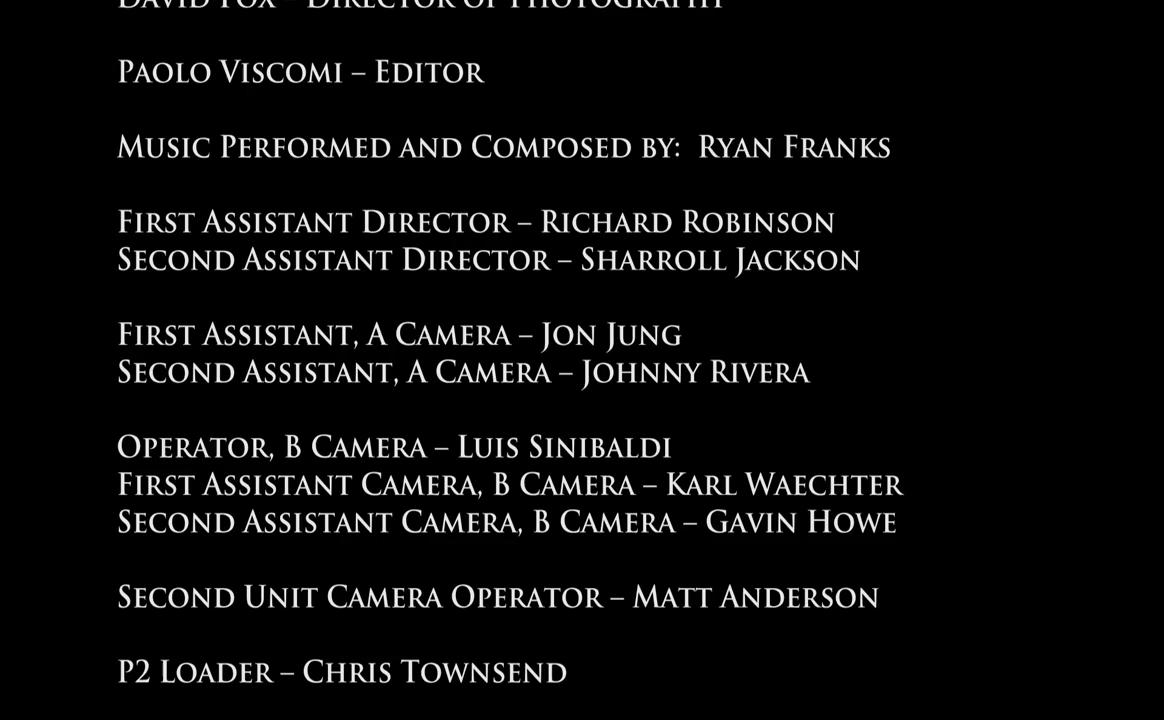 David Fox – Director of Photography
Paolo Viscomi – Editor
Music Performed and Composed by:  Ryan Franks
First Assistant Director – Richard Robinson
Second Assistant Director – Sharroll Jackson
First Assistant, A Camera – Jon Jung
Second Assistant, A Camera – Johnny Rivera
Operator, B Camera – Luis Sinibaldi
First Assistant Camera, B Camera – Karl Waechter
Second Assistant Camera, B Camera – Gavin Howe
Second Unit Camera Operator – Matt Anderson
P2 Loader – Chris Townsend